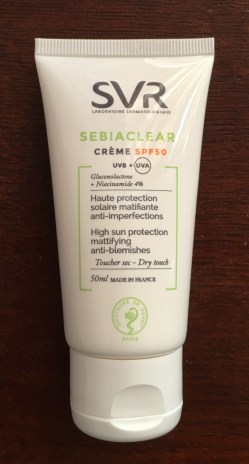 SVR
LABORATOIRE DERMATOLOGIQUE
SEBIACLEAR
CRÈME SPF50
UVB + UVA
Gluconolactone
+ Niacinamide 4%
Haute protection
solaire matifiante
anti-imperfections
High sun protection
mattifying
anti-blemishes
Toucher sec - Dry touch
50ml MADE IN FRANCE
PARIS